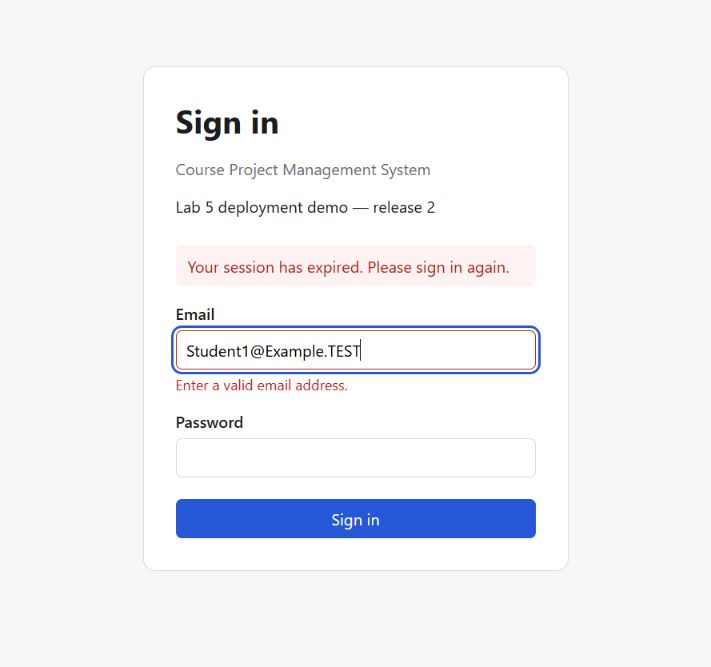 Sign in
Course Project Management System
Lab 5 deployment demo — release 2
Your session has expired. Please sign in again.
Email
Student1@Example.TEST
Enter a valid email address.
Password
Sign in